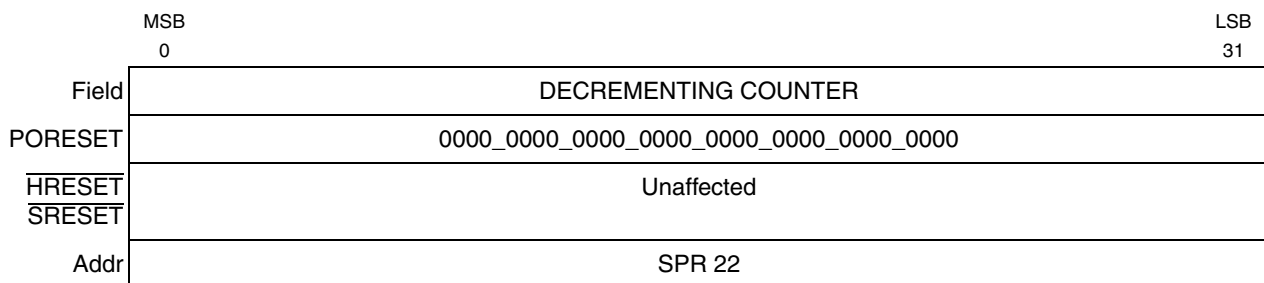 MSB LSB
0 31
Field DECREMENTING COUNTER
PORESET 0000_0000_0000_0000_0000_0000_0000_0000
HRESET Unaffected
SRESET
Addr SPR 22